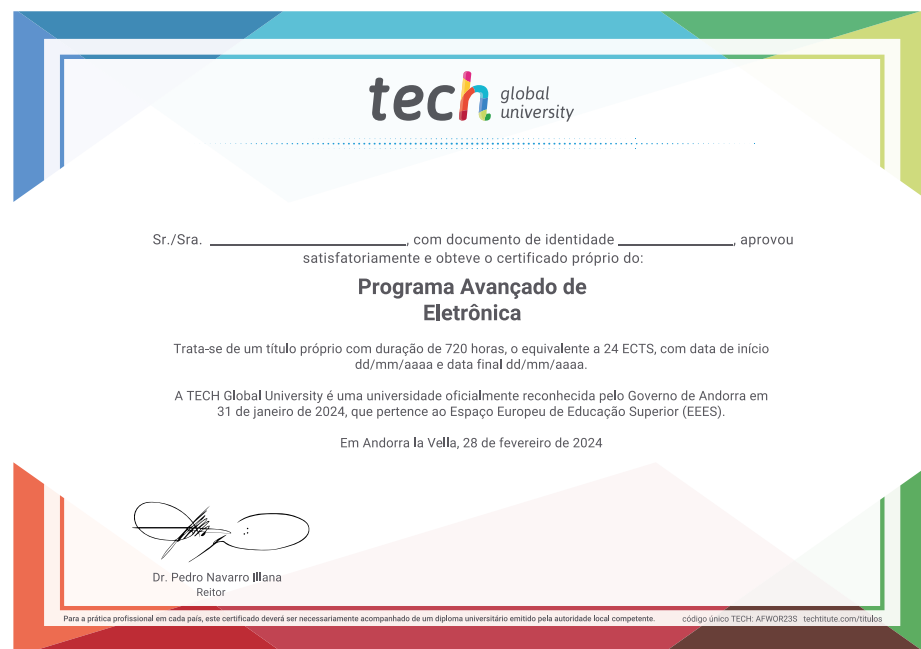 tech global university
Sr./Sra. ____________________, com documento de identidade ____________, aprovou
satisfatoriamente e obteve o certificado próprio do:
Programa Avançado de
Eletrônica
Trata-se de um título próprio com duração de 720 horas, o equivalente a 24 ECTS, com data de início
dd/mm/aaaa e data final dd/mm/aaaa.
A TECH Global University é uma universidade oficialmente reconhecida pelo Governo de Andorra em
31 de janeiro de 2024, que pertence ao Espaço Europeu de Educação Superior (EEES).
Em Andorra la Vella, 28 de fevereiro de 2024
Dr. Pedro Navarro Illana
Reitor
Para a prática profissional em cada país, este certificado deverá ser necessariamente acompanhado de um diploma universitário emitido pela autoridade local competente. código único TECH: AFWOR23S techtitute.com/titulos